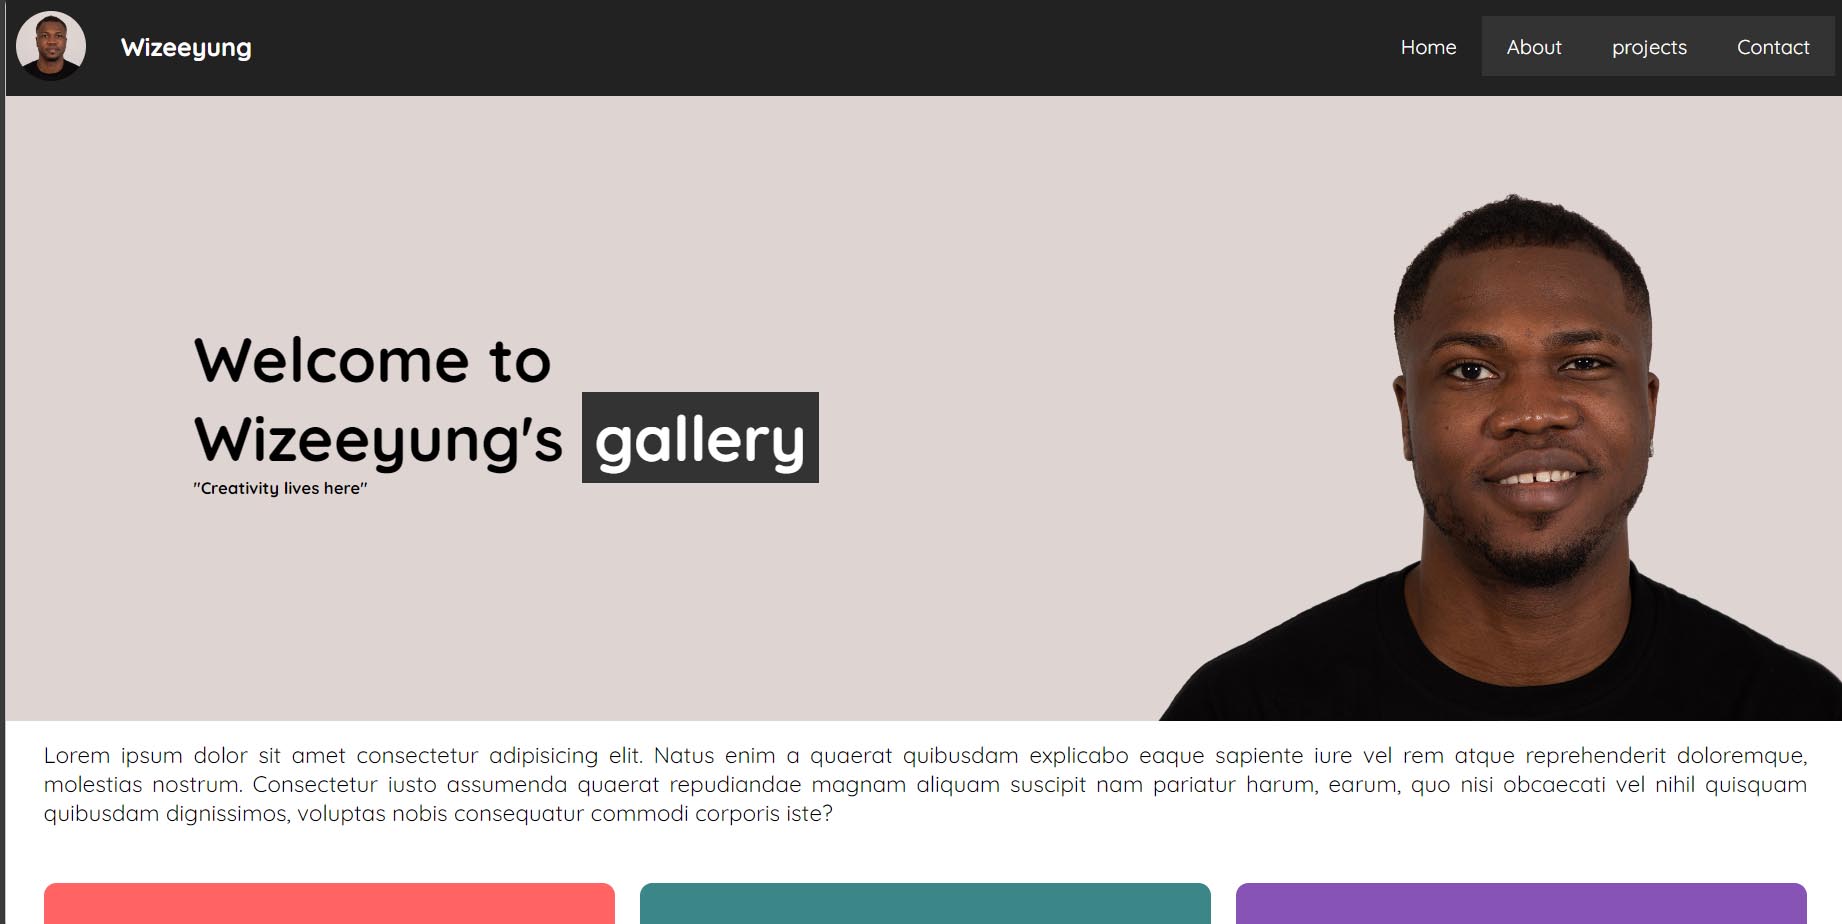 Wizeeyung
Home About projects Contact
Welcome to
Wizeeyung's gallery
"Creativity lives here"
Lorem ipsum dolor sit amet consectetur adipisicing elit. Natus enim a quaerat quibusdam explicabo eaque sapiente iure vel rem atque reprehenderit doloremque,
molestias nostrum. Consectetur iusto assumenda quaerat repudiandae magnam aliquam suscipit nam pariatur harum, earum, quo nisi obcaecati vel nihil quisquam
quibusdam dignissimos, voluptas nobis consequatur commodi corporis iste?